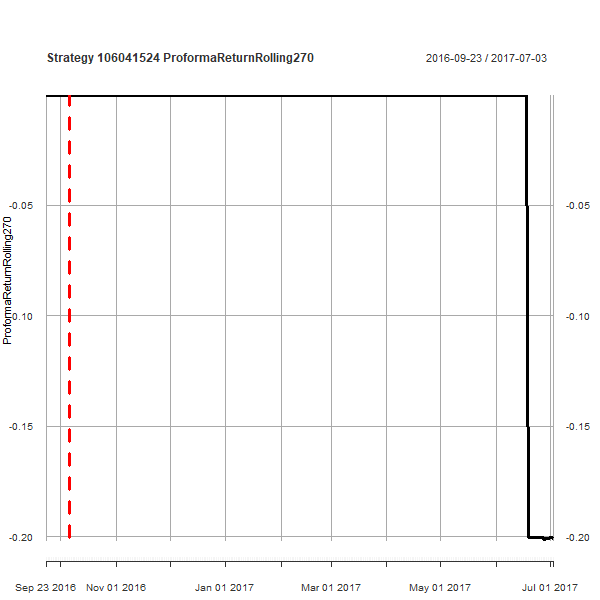 Strategy 106041524 ProformaReturnRolling270
2016-09-23 / 2017-07-03
ProformaReturnRolling270
-0.05
-0.05
-0.10
-0.10
-0.15
-0.15
-0.20
-0.20
Sep 23 2016
Nov 01 2016
Jan 01 2017
Mar 01 2017
May 01 2017
Jul 01 2017